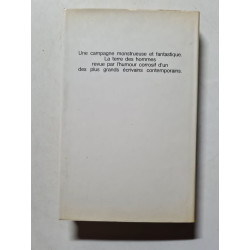 Une campagne monstrueuse et fantastique.
La terre des hommes
revue par l'humour corrosif d'un
des plus grands écrivains contemporains.